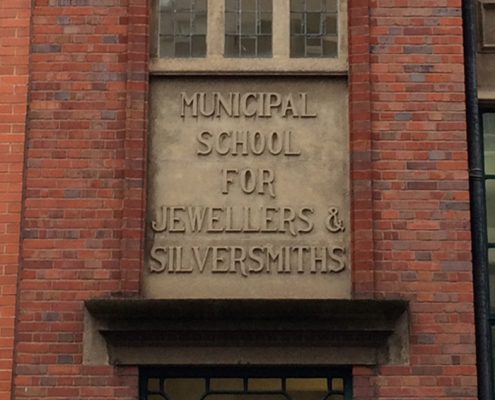 MUNICIPAL
SCHOOL
FOR
JEWELLERS &
SILVERSMITHS